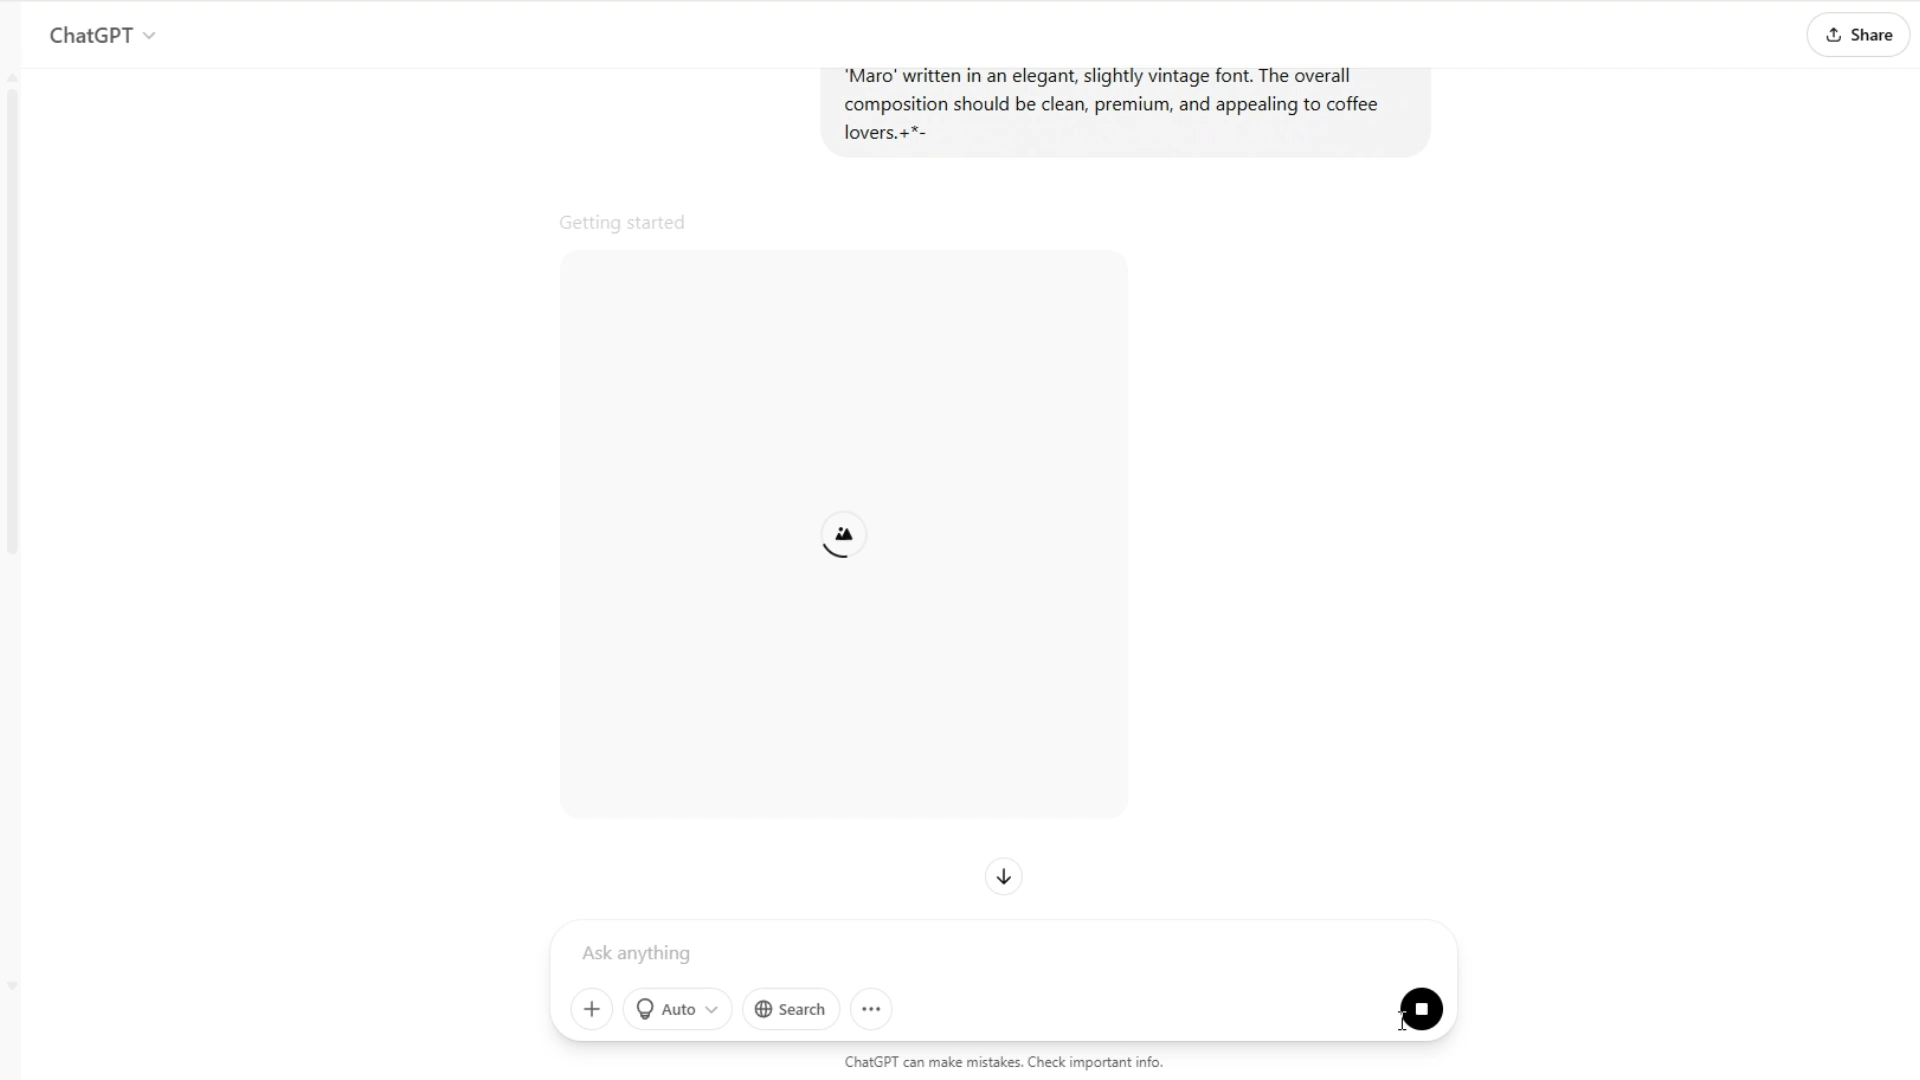 ChatGPT
Share
'Maro' written in an elegant, slightly vintage font. The overall
composition should be clean, premium, and appealing to coffee
lovers.+*-
Getting started
Ask anything
Auto
Search
ChatGPT can make mistakes. Check important info.